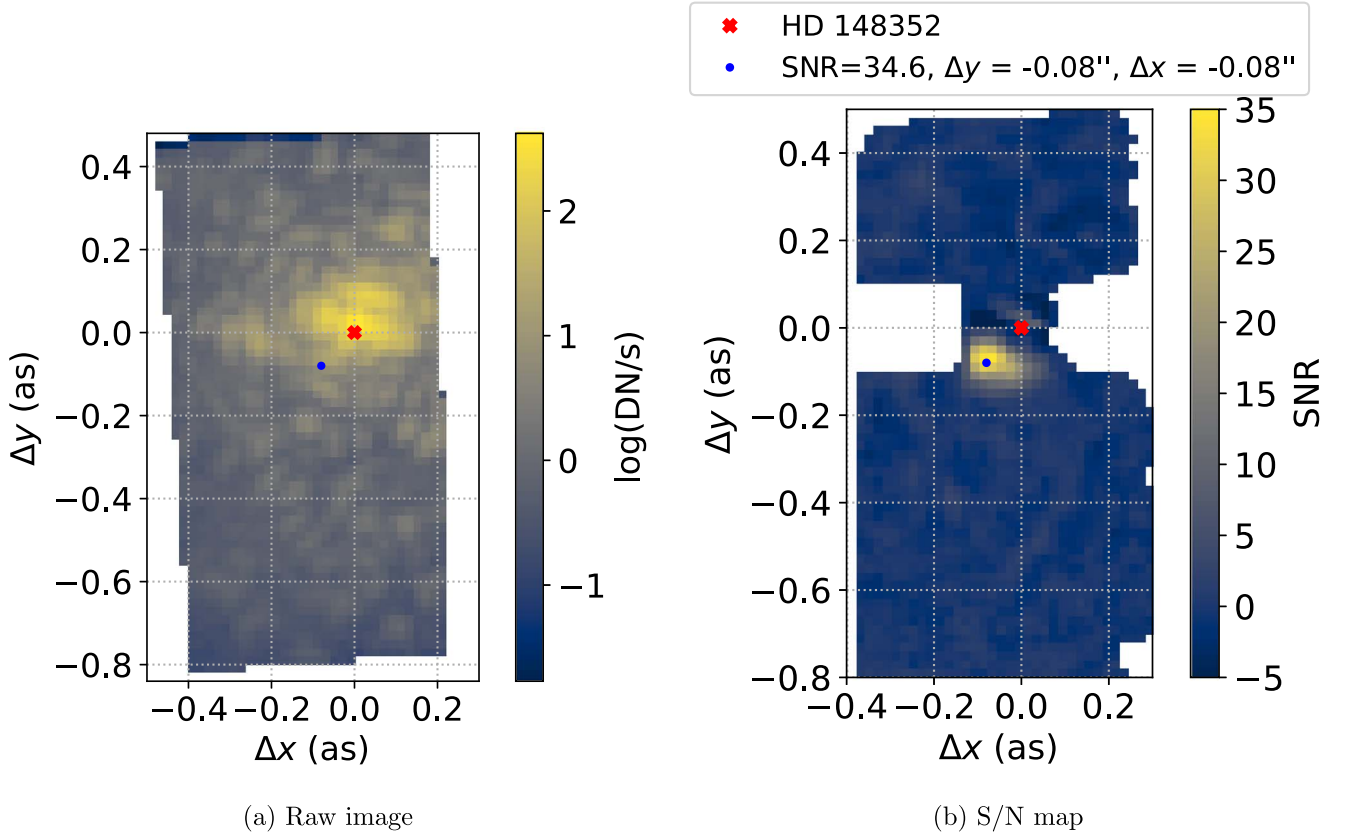 HD 148352
SNR=34.6, Δy = -0.08", Δx = -0.08"
0.4
0.2
0.0
−0.2
−0.4
−0.6
−0.8
Δy (as)
−0.4 −0.2 0.0 0.2
Δx (as)
2
1
0
−1
log(DN/s)
0.4
0.2
0.0
−0.2
−0.4
−0.6
−0.8
Δy (as)
−0.4 −0.2 0.0 0.2
Δx (as)
35
30
25
20
15
10
5
0
−5
SNR
(a) Raw image
(b) S/N map